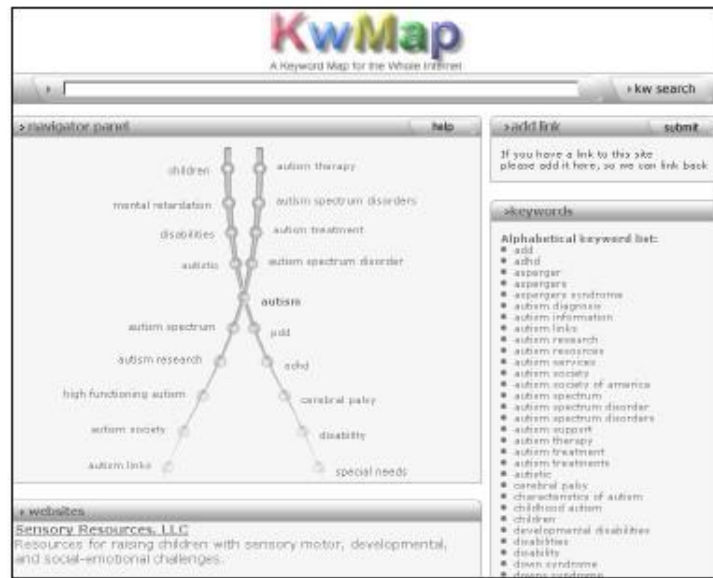 KwMap
A Keyword Map for the Whole Internet
kw search
navigator panel
help
children
autism therapy
mental retardation
autism spectrum disorders
disabilities
autism treatment
autistic
autism spectrum disorder
autism
autism spectrum
pdd
autism research
adhd
high functioning autism
cerebral palsy
autism society
disability
autism links
special needs
websites
Sensory Resources, LLC
Resources for raising children with sensory motor, developmental,
and social-emotional challenges.
add link
submit
If you have a link to this site
please add it here, so we can link back
keywords
Alphabetical keyword list:
add
adhd
asperger
aspergers
aspergers syndrome
autism diagnosis
autism information
autism links
autism research
autism resources
autism services
autism society
autism society of america
autism spectrum
autism spectrum disorder
autism spectrum disorders
autism support
autism therapy
autism treatment
autism treatments
autistic
cerebral palsy
characteristics of autism
childhood autism
children
developmental disabilities
disabilities
disability
down syndrome
downs syndrome